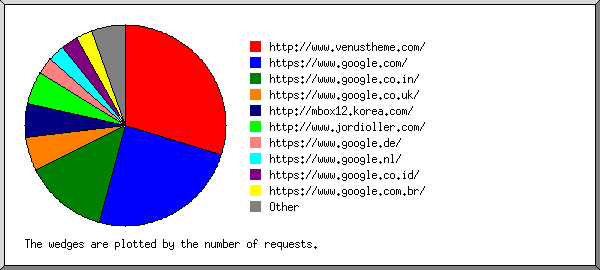 http://www.venustheme.com/
https://www.google.com/
https://www.google.co.in/
https://www.google.co.uk/
http://mbox12.korea.com/
http://www.jordioller.com/
https://www.google.de/
https://www.google.nl/
https://www.google.co.id/
https://www.google.com.br/
Other
The wedges are plotted by the number of requests.